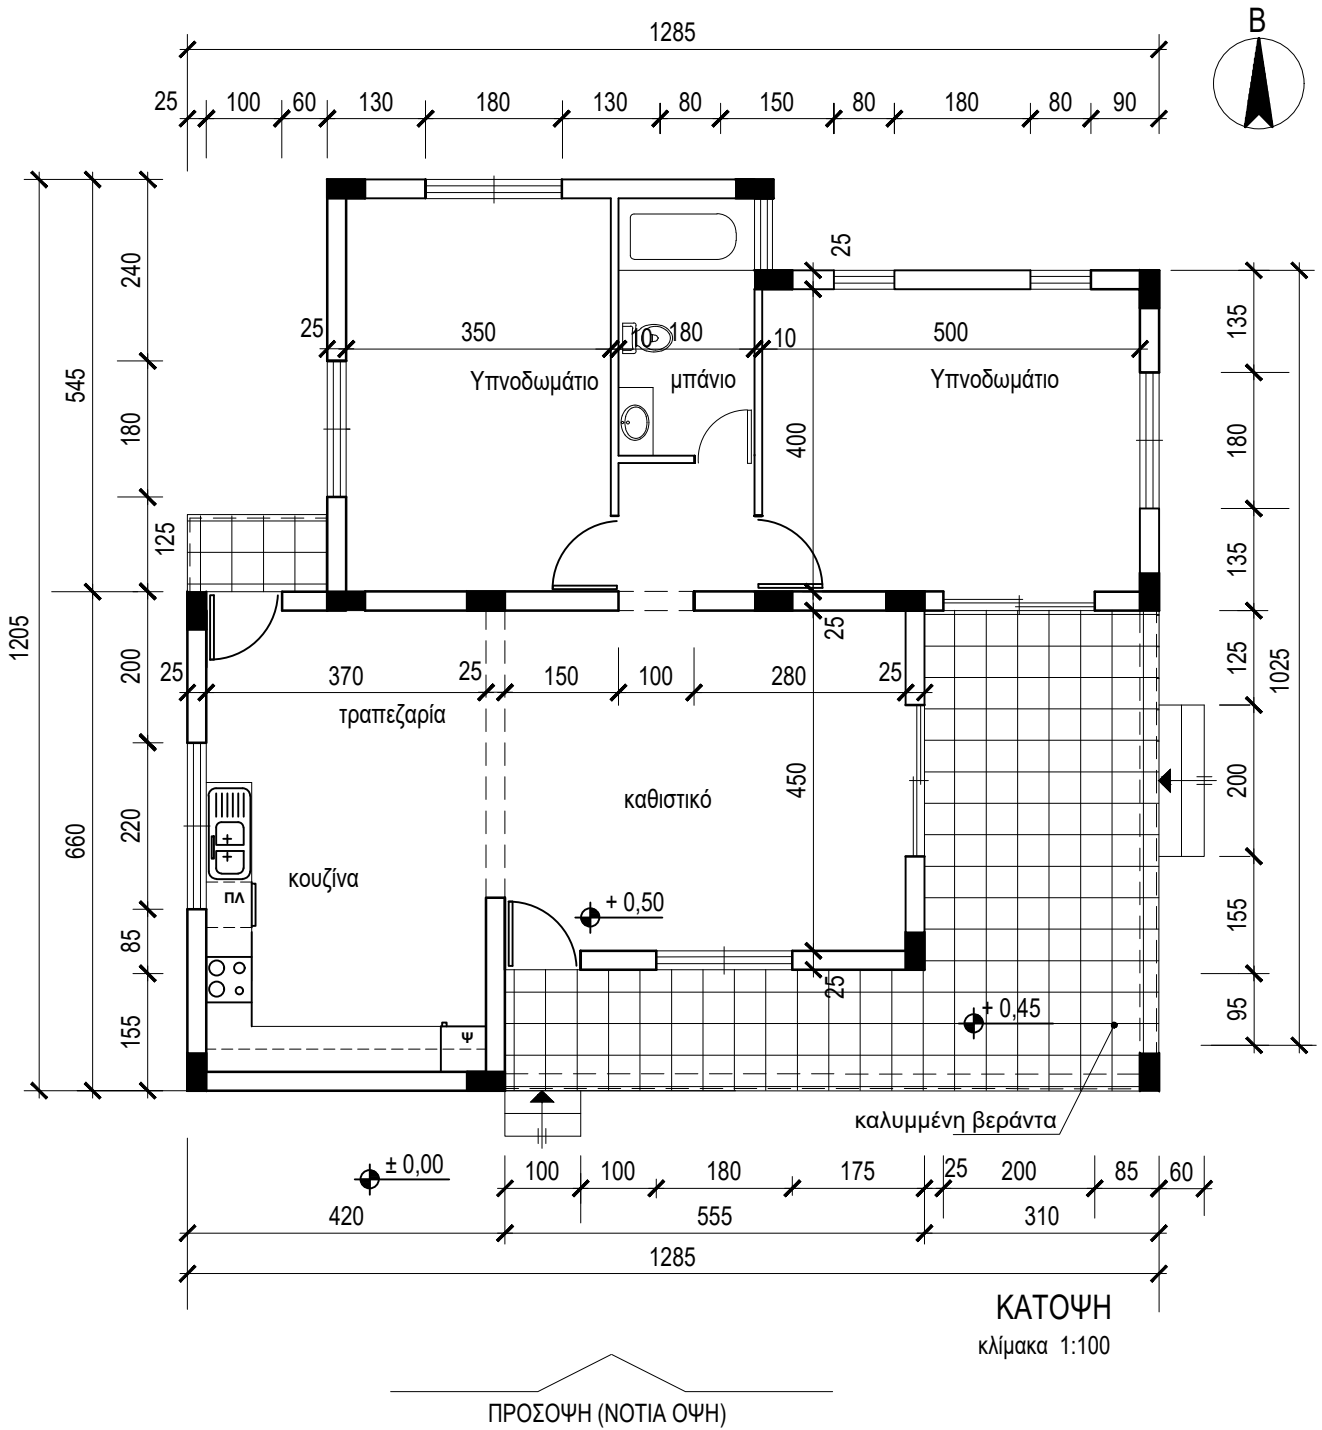 1285
B
25 100 60 130 180 130 80 150 80 180 80 90
25
240
135
25 350 10 180 10 500
Υπνοδωμάτιο μπάνιο Υπνοδωμάτιο
545
180
400
180
125
135
1205
200
25
125
1025
25 370 25 150 100 280 25
τραπεζαρία
450
200
καθιστικό
220
660
κουζίνα
ΠΛ
+ 0,50
155
85
25
+ 0,45
95
155
Ψ
καλυμμένη βεράντα
± 0,00
100 100 180 175 25 200 85 60
420 555 310
1285
ΚΑΤΟΨΗ
κλίμακα 1:100
ΠΡΟΣΟΨΗ (ΝΟΤΙΑ ΟΨΗ)